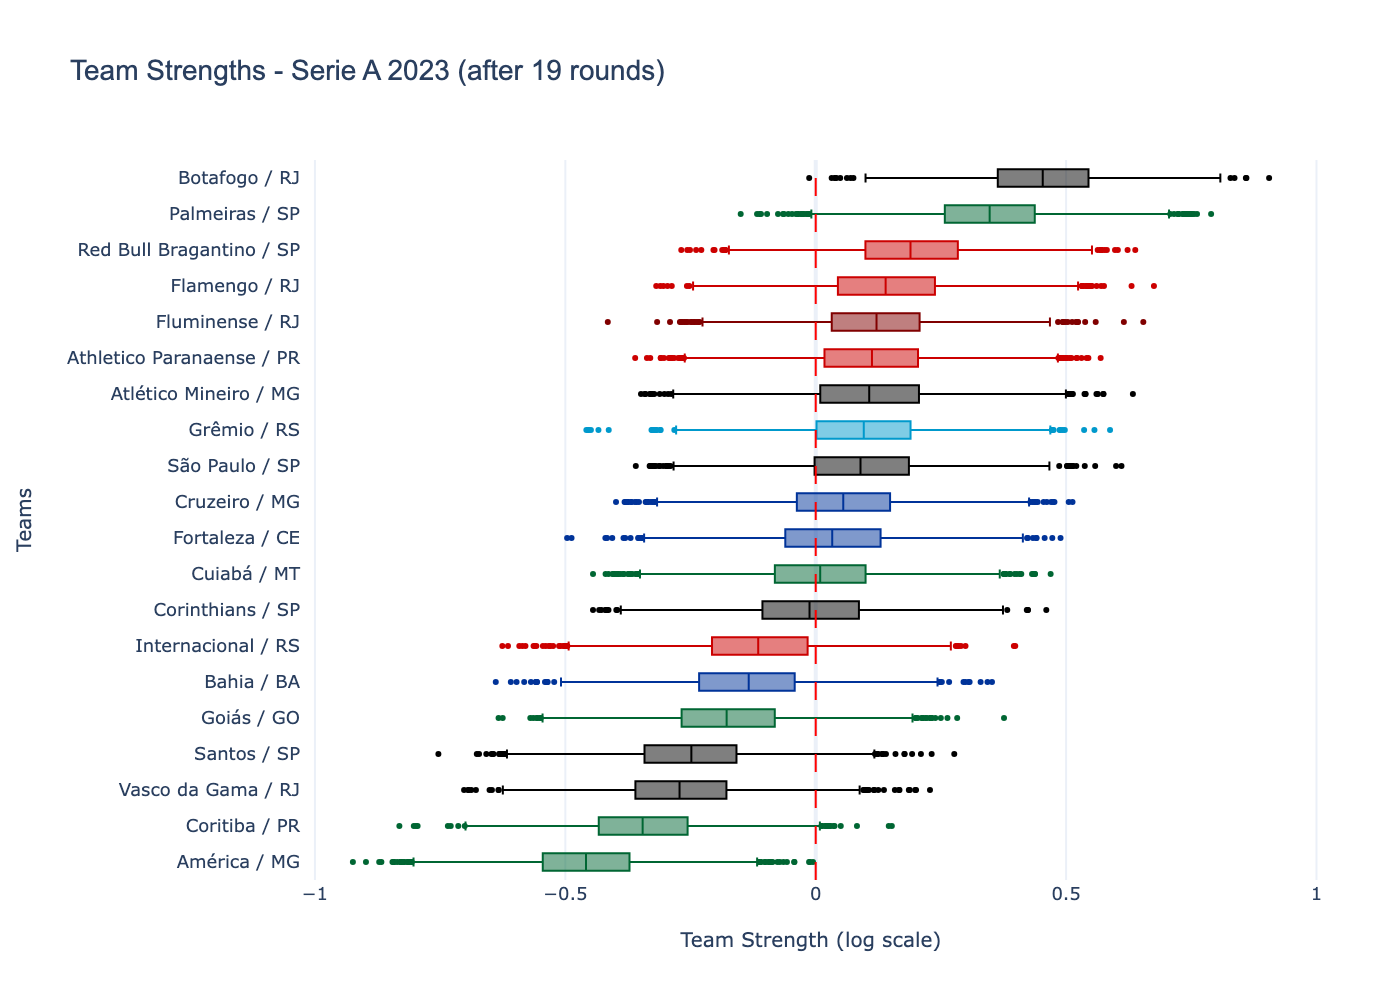 Team Strengths - Serie A 2023 (after 19 rounds)
Botafogo / RJ
Palmeiras / SP
Red Bull Bragantino / SP
Flamengo / RJ
Fluminense / RJ
Athletico Paranaense / PR
Atlético Mineiro / MG
Grêmio / RS
São Paulo / SP
Cruzeiro / MG
Fortaleza / CE
Cuiabá / MT
Corinthians / SP
Internacional / RS
Bahia / BA
Goiás / GO
Santos / SP
Vasco da Gama / RJ
Coritiba / PR
América / MG
Teams
−1 −0.5 0 0.5 1
Team Strength (log scale)